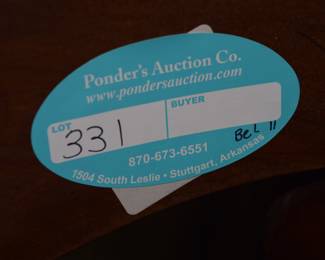 Ponder's Auction Co.
www.pondersauction.com
LOT BUYER
331
Bel 11
870-673-6551
1504 South Leslie • Stuttgart, Arkansas